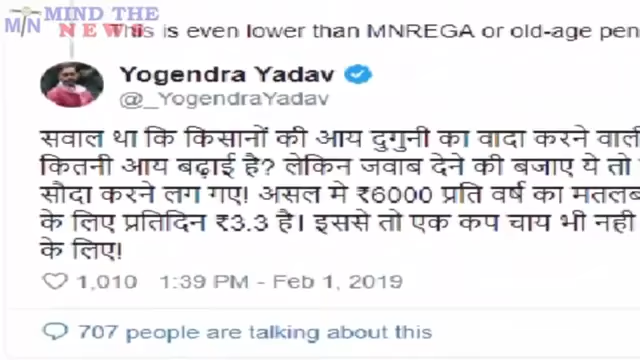 MN MIND THE
NEWS
This is even lower than MNREGA or old-age pen
Yogendra Yadav
@_YogendraYadav
सवाल था कि किसानों की आय दुगुनी का वादा करने वाली
कितनी आय बढ़ाई है? लेकिन जवाब देने की बजाए ये तो
सौदा करने लग गए! असल मे ₹6000 प्रति वर्ष का मतलब
के लिए प्रतिदिन ₹3.3 है। इससे तो एक कप चाय भी नही
के लिए!
1,010 1:39 PM - Feb 1, 2019
707 people are talking about this